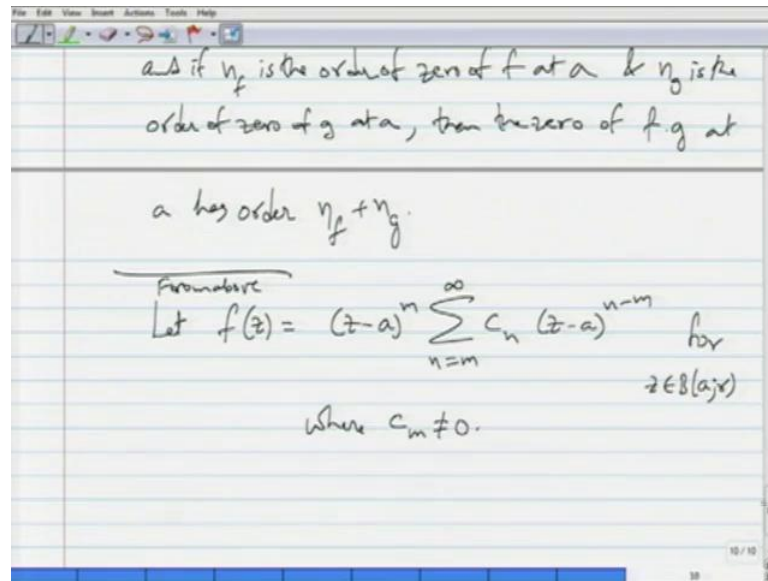 File Edit View Insert Actions Tools Help
and if n_f is the order of zero of f at a & n_g is the
order of zero of g at a, then the zero of f.g at
a has order n_f + n_g.
From above
Let f(z) = (z-a)^m ∑_{n=m}^{∞} c_n (z-a)^{n-m} for
z∈B(a;r)
where c_m ≠ 0.
10 / 10
10